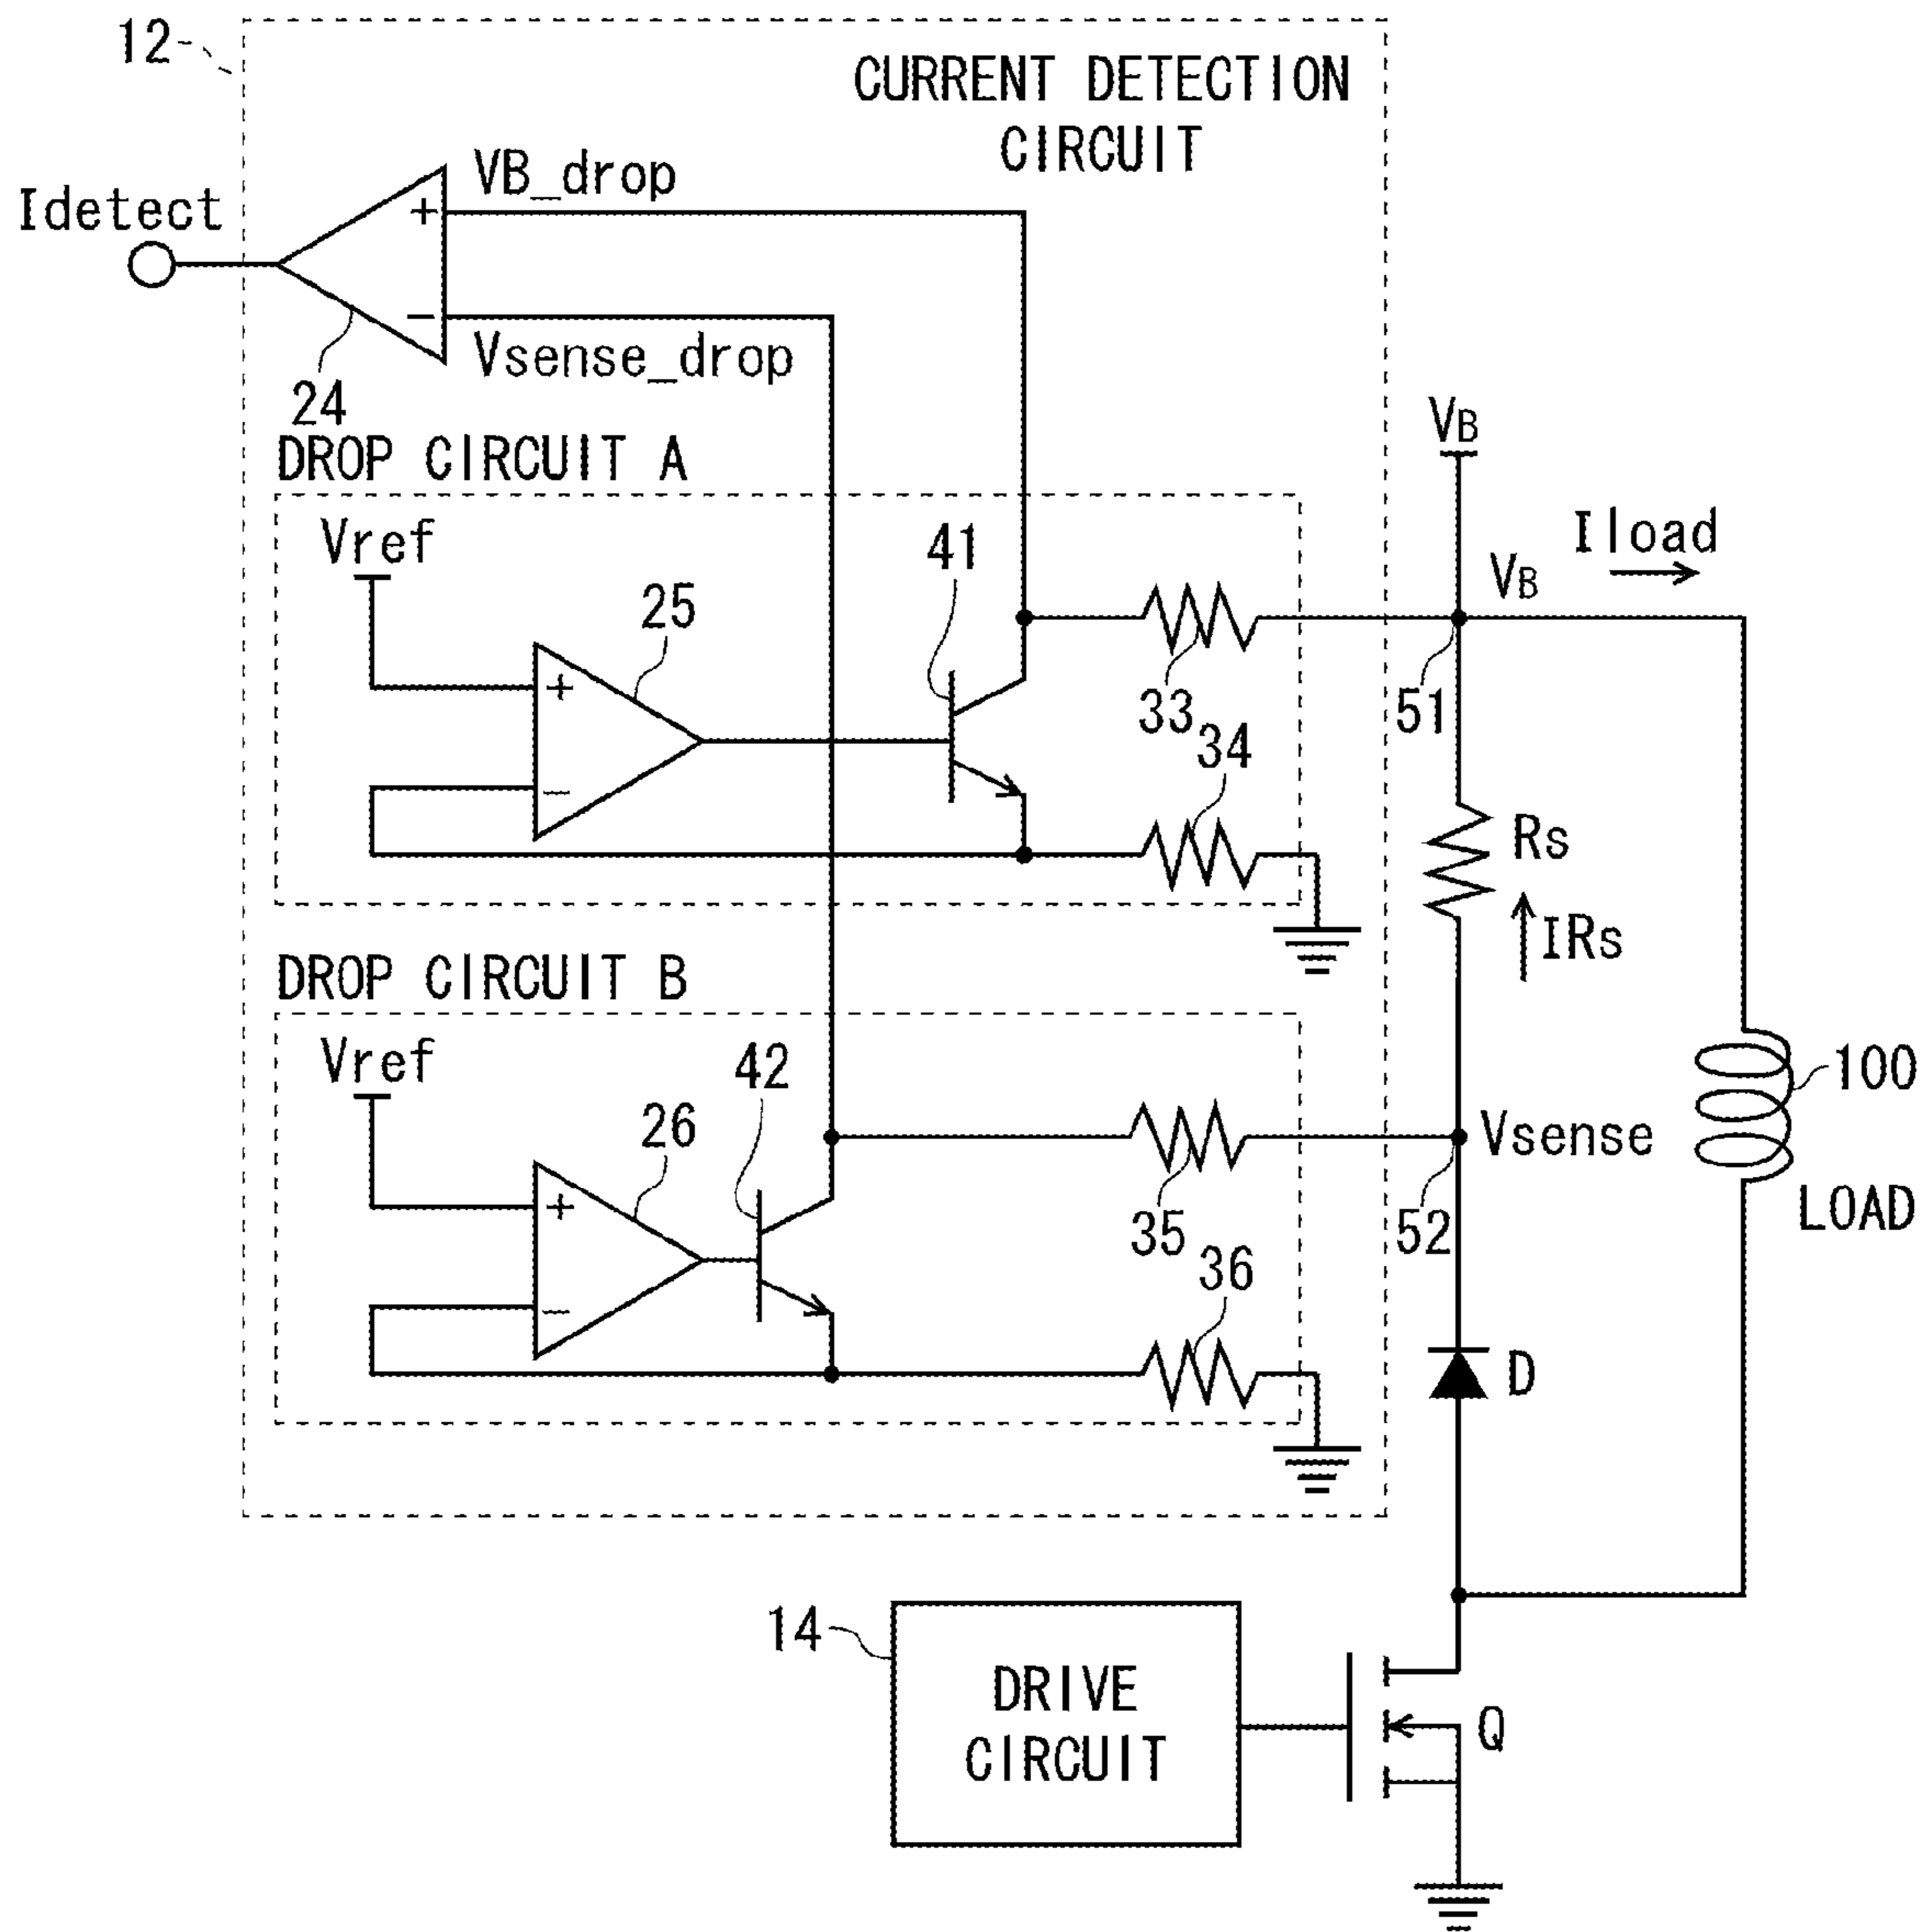 12
CURRENT DETECTION
CIRCUIT
VB_drop
Idetect
+
−
Vsense_drop
24
DROP CIRCUIT A
VB
Vref
41
Iload
25
VB
+
33
51
34
−
Rs
IRs
DROP CIRCUIT B
Vref
42
100
26
Vsense
+
35
52
LOAD
36
−
D
14
DRIVE
CIRCUIT
Q